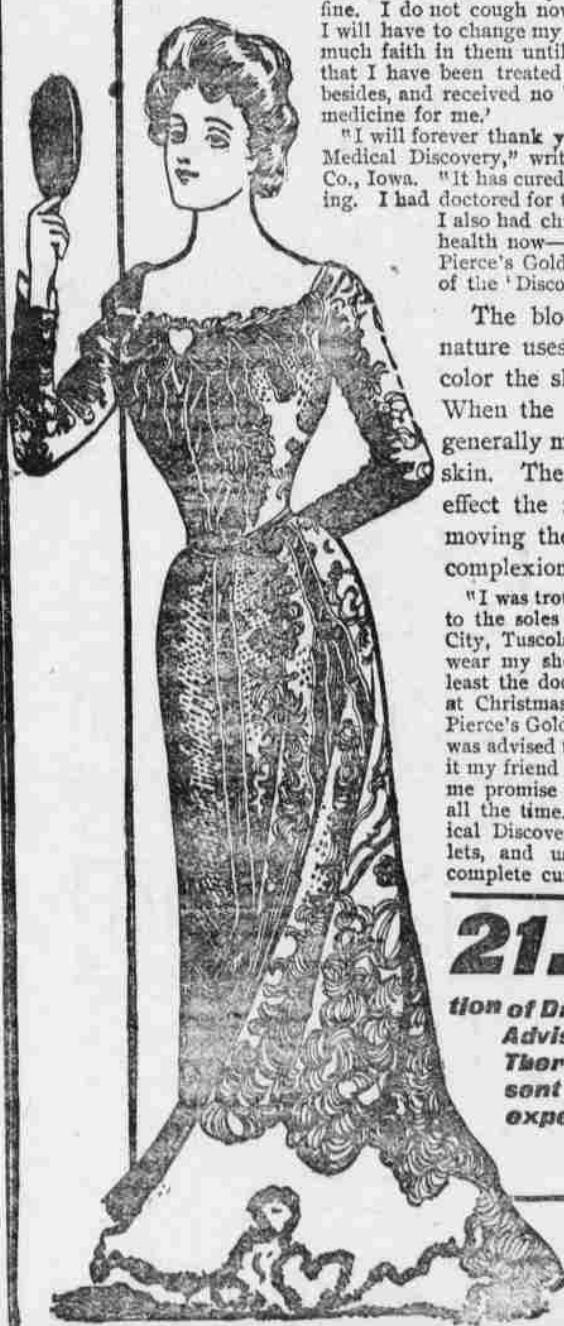 fine. I do not cough now
I will have to change my
much faith in them until
that I have been treated
besides, and received no
medicine for me.'
"I will forever thank y
Medical Discovery," writ
Co., Iowa. "It has cured
ing. I had doctored for t
I also had ch
health now—
Pierce's Gold
of the 'Disco
The blo
nature uses
color the sk
When the
generally m
skin. The
effect the
moving the
complexion
"I was trou
to the soles
City, Tuscol
wear my sh
least the doc
at Christmas
Pierce's Gold
was advised
it my friend
me promise
all the time.
ical Discove
lets, and u
complete cu
21.
tion of D
Advis
Thor
sent
expe